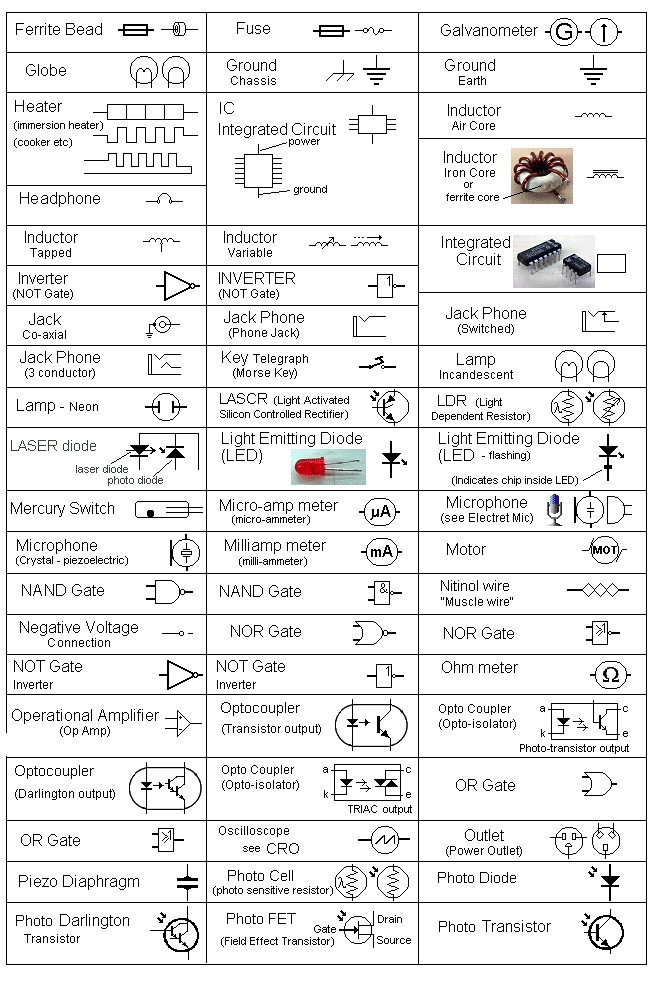 Ferrite Bead
Fuse
Galvanometer
G
Globe
Ground
Chassis
Ground
Earth
Heater
(immersion heater)
(cooker etc)
IC
Integrated Circuit
power
ground
Inductor
Air Core
Inductor
Iron Core
or
ferrite core
Headphone
Inductor
Tapped
Inductor
Variable
Integrated
Circuit
Inverter
(NOT Gate)
INVERTER
(NOT Gate)
1
Jack
Co-axial
Jack Phone
(Phone Jack)
Jack Phone
(Switched)
Jack Phone
(3 conductor)
Key Telegraph
(Morse Key)
Lamp
Incandescent
Lamp - Neon
LASCR (Light Activated
Silicon Controlled Rectifier)
LDR (Light
Dependent Resistor)
λ
LASER diode
laser diode
photo diode
Light Emitting Diode
(LED)
Light Emitting Diode
(LED - flashing)
(Indicates chip inside LED)
Mercury Switch
Micro-amp meter
(micro-ammeter)
µA
Microphone
(see Electret Mic)
Microphone
(Crystal - piezoelectric)
Milliamp meter
(milli-ammeter)
mA
Motor
MOT
NAND Gate
NAND Gate
&
Nitinol wire
"Muscle wire"
Negative Voltage
Connection
NOR Gate
NOR Gate
≥1
NOT Gate
Inverter
NOT Gate
Inverter
1
Ohm meter
Ω
Operational Amplifier
(Op Amp)
Optocoupler
(Transistor output)
Opto Coupler
(Opto-isolator)
a c
k e
Photo-transistor output
Optocoupler
(Darlington output)
Opto Coupler
(Opto-isolator)
a c
k e
TRIAC output
OR Gate
OR Gate
≥1
Oscilloscope
see CRO
Outlet
(Power Outlet)
Piezo Diaphragm
Photo Cell
(photo sensitive resistor)
λ
Photo Diode
Photo Darlington
Transistor
Photo FET
(Field Effect Transistor)
Gate
Drain
Source
Photo Transistor